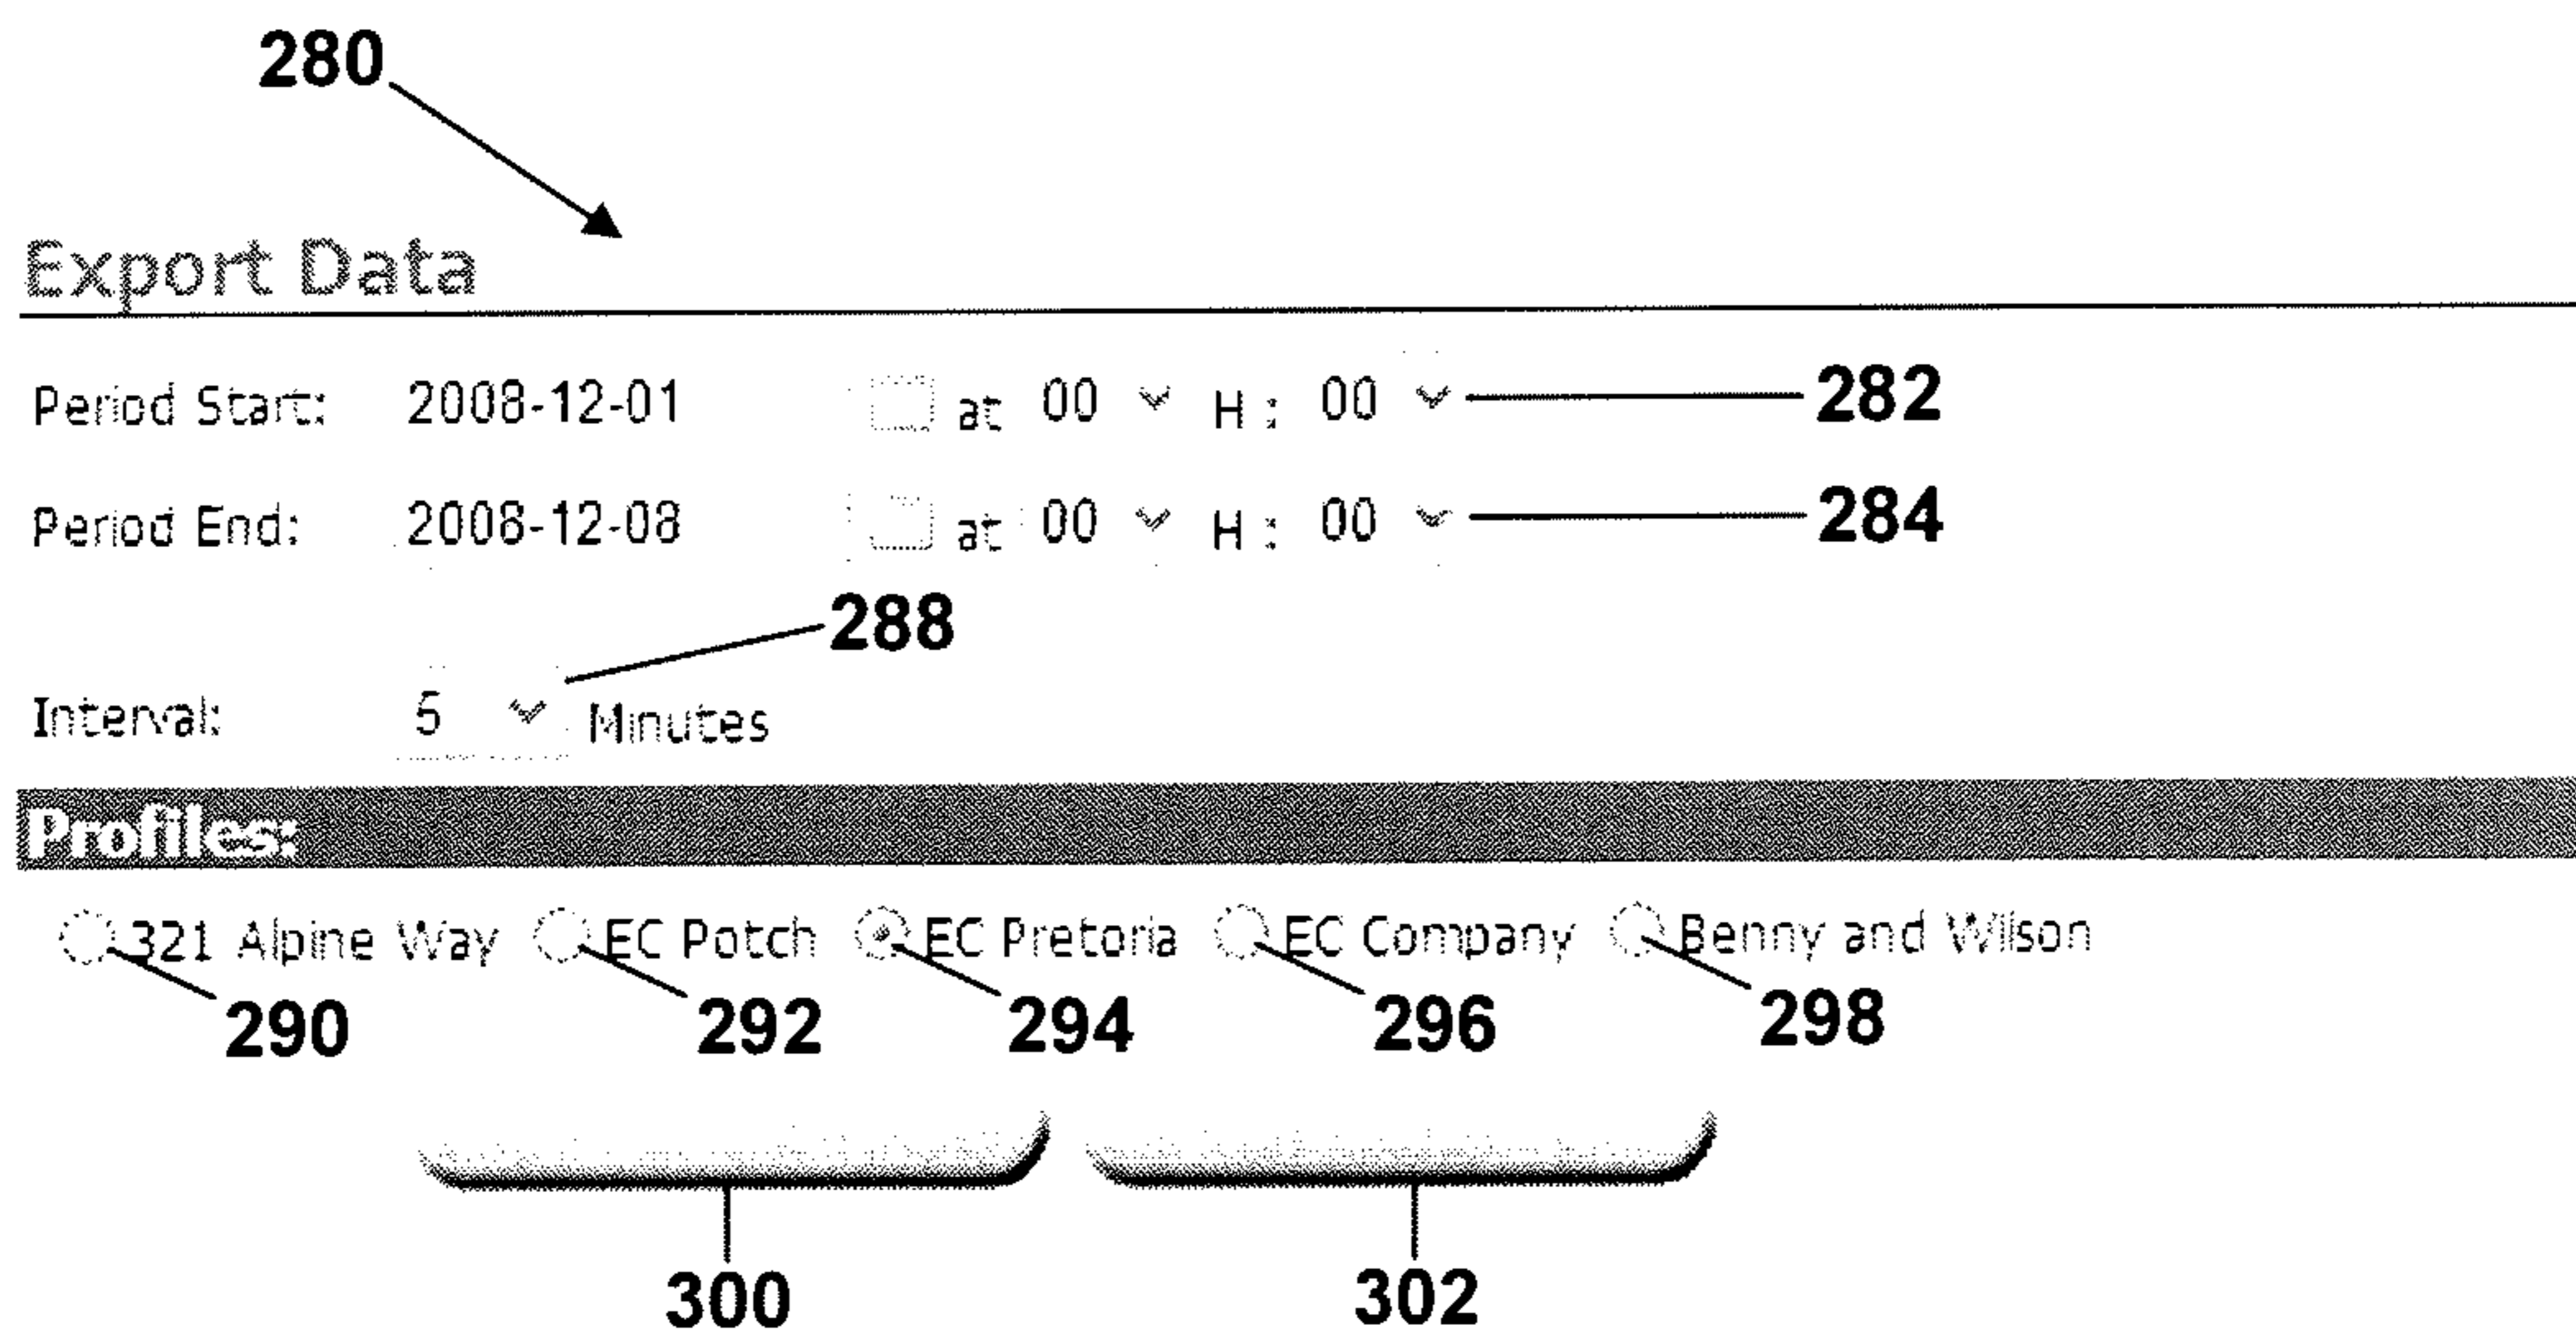 280
Export Data
Period Start: 2008-12-01 at 00 H : 00 282
Period End: 2008-12-08 at 00 H : 00 284
288
Interval: 5 Minutes
Profiles:
321 Alpine Way EC Potch EC Pretoria EC Company Benny and Wilson
290 292 294 296 298
300 302